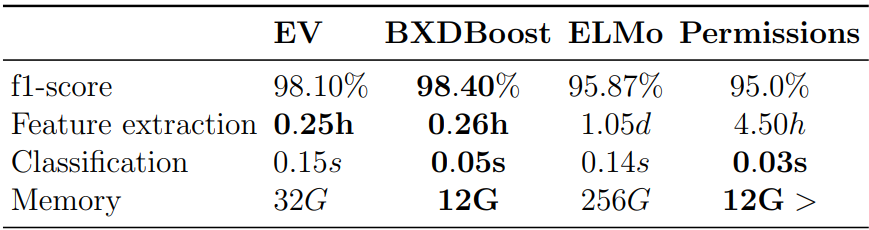 EV BXDBoost ELMo Permissions
f1-score 98.10% 98.40% 95.87% 95.0%
Feature extraction 0.25h 0.26h 1.05d 4.50h
Classification 0.15s 0.05s 0.14s 0.03s
Memory 32G 12G 256G 12G >